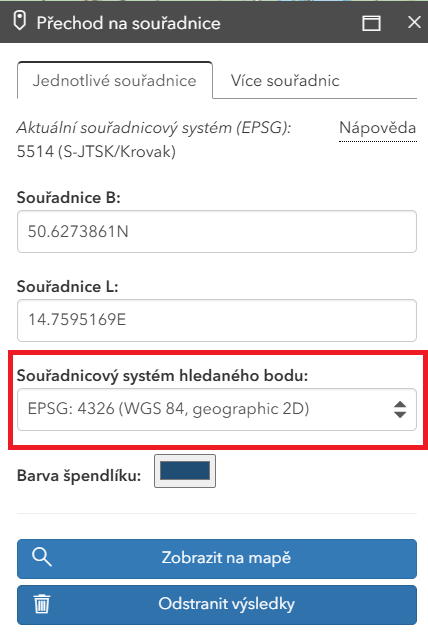 Přechod na souřadnice
Jednotlivé souřadnice
Více souřadnic
Aktuální souřadnicový systém (EPSG):
Nápověda
5514 (S-JTSK/Krovak)
Souřadnice B:
50.6273861N
Souřadnice L:
14.7595169E
Souřadnicový systém hledaného bodu:
EPSG: 4326 (WGS 84, geographic 2D)
Barva špendlíku:
Zobrazit na mapě
Odstranit výsledky